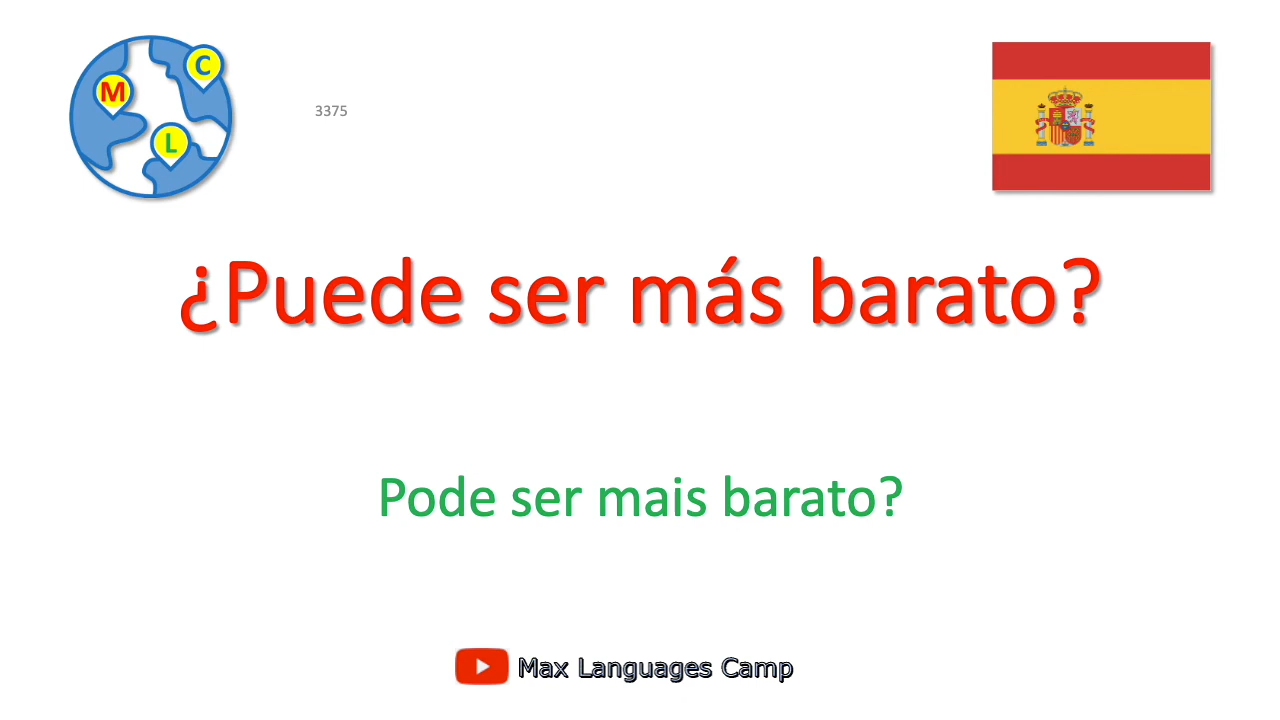 M
C
L
3375
¿Puede ser más barato?
Pode ser mais barato?
Max Languages Camp